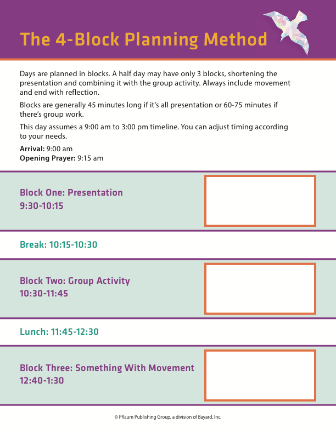 The 4-Block Planning Method
Days are planned in blocks. A half day may have only 3 blocks, shortening the
presentation and combining it with the group activity. Always include movement
and end with reflection.
Blocks are generally 45 minutes long if it's all presentation or 60-75 minutes if
there's group work.
This day assumes a 9:00 am to 3:00 pm timeline. You can adjust timing according
to your needs.
Arrival: 9:00 am
Opening Prayer: 9:15 am
Block One: Presentation
9:30-10:15
Break: 10:15-10:30
Block Two: Group Activity
10:30-11:45
Lunch: 11:45-12:30
Block Three: Something With Movement
12:40-1:30
© Pflaum Publishing Group, a division of Bayard, Inc.